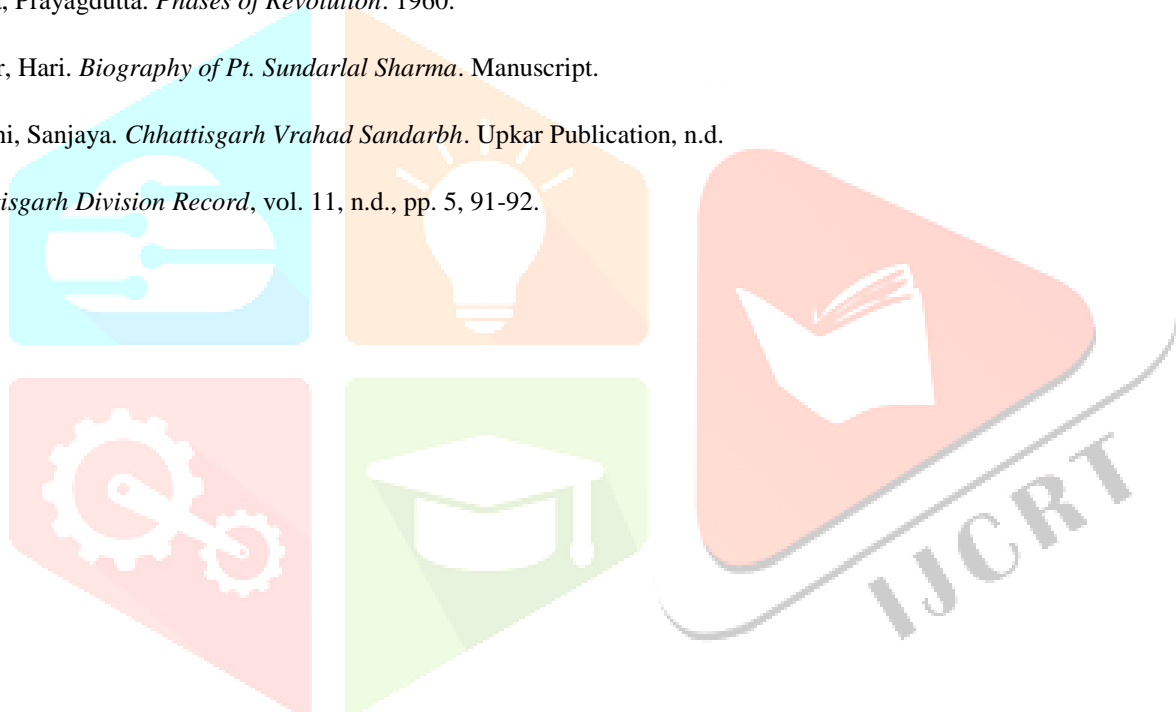 , Prayagdutta. Phases of Revolution. 1960.
r, Hari. Biography of Pt. Sundarlal Sharma. Manuscript.
ni, Sanjaya. Chhattisgarh Vrahad Sandarbh. Upkar Publication, n.d.
isgarh Division Record, vol. 11, n.d., pp. 5, 91-92.
IJCRT